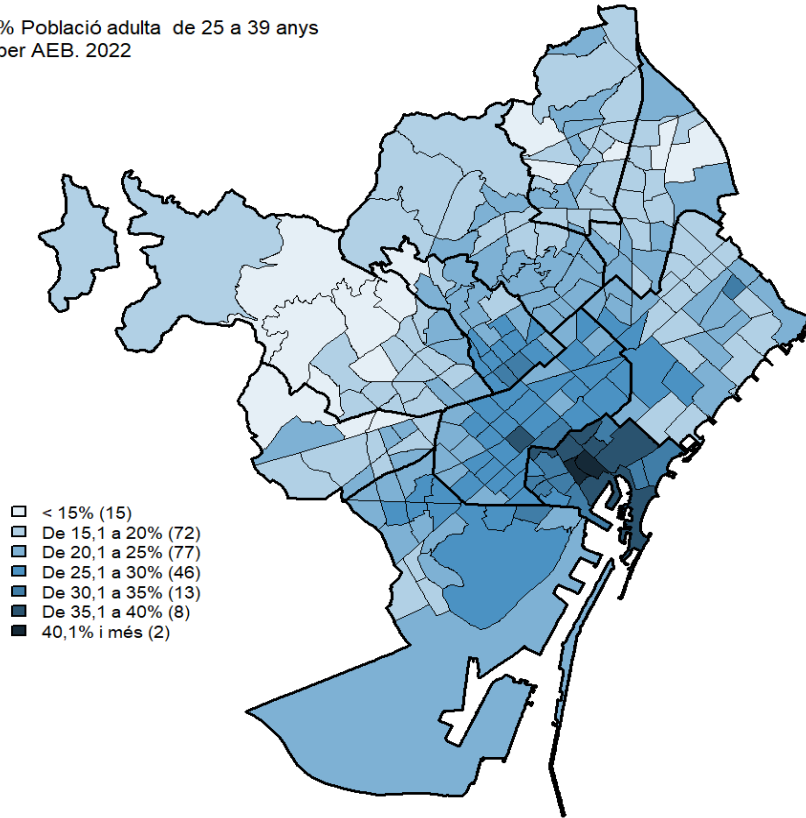 % Població adulta de 25 a 39 anys
per AEB. 2022
< 15% (15)
De 15,1 a 20% (72)
De 20,1 a 25% (77)
De 25,1 a 30% (46)
De 30,1 a 35% (13)
De 35,1 a 40% (8)
40,1% i més (2)